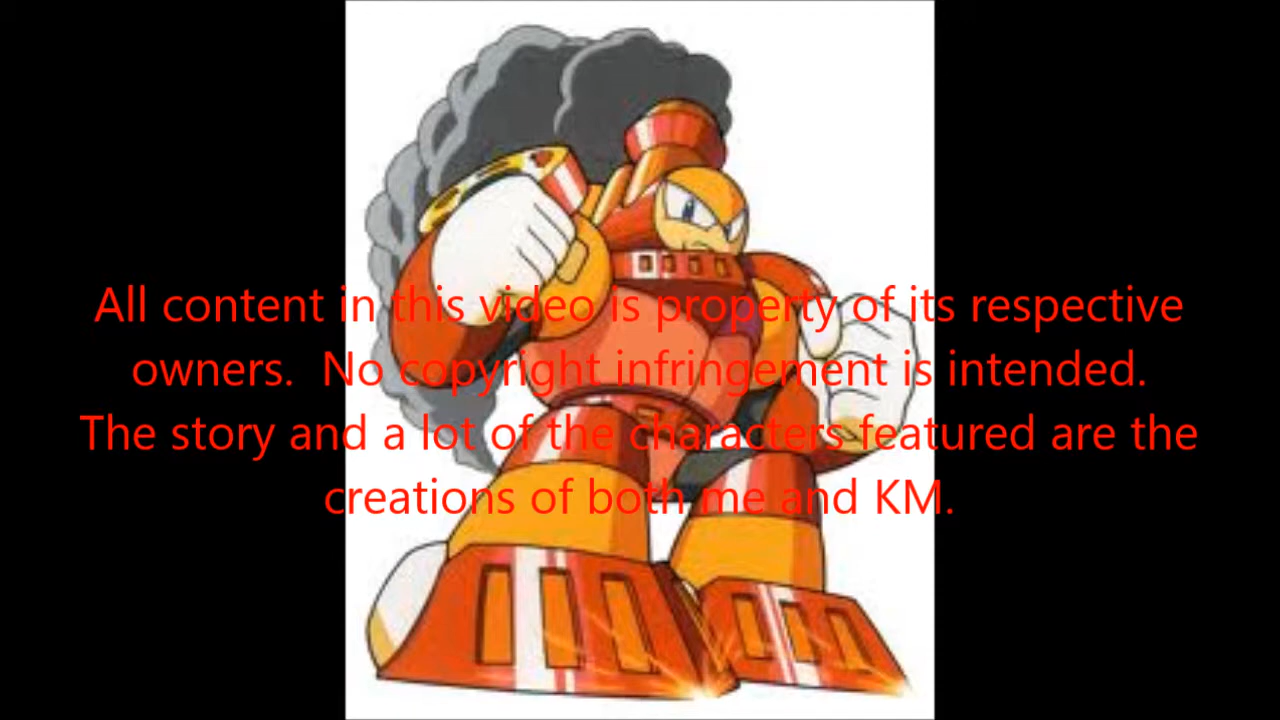 All content in this video is property of its respective
owners.  No copyright infringement is intended.
The story and a lot of the characters featured are the
creations of both me and KM.